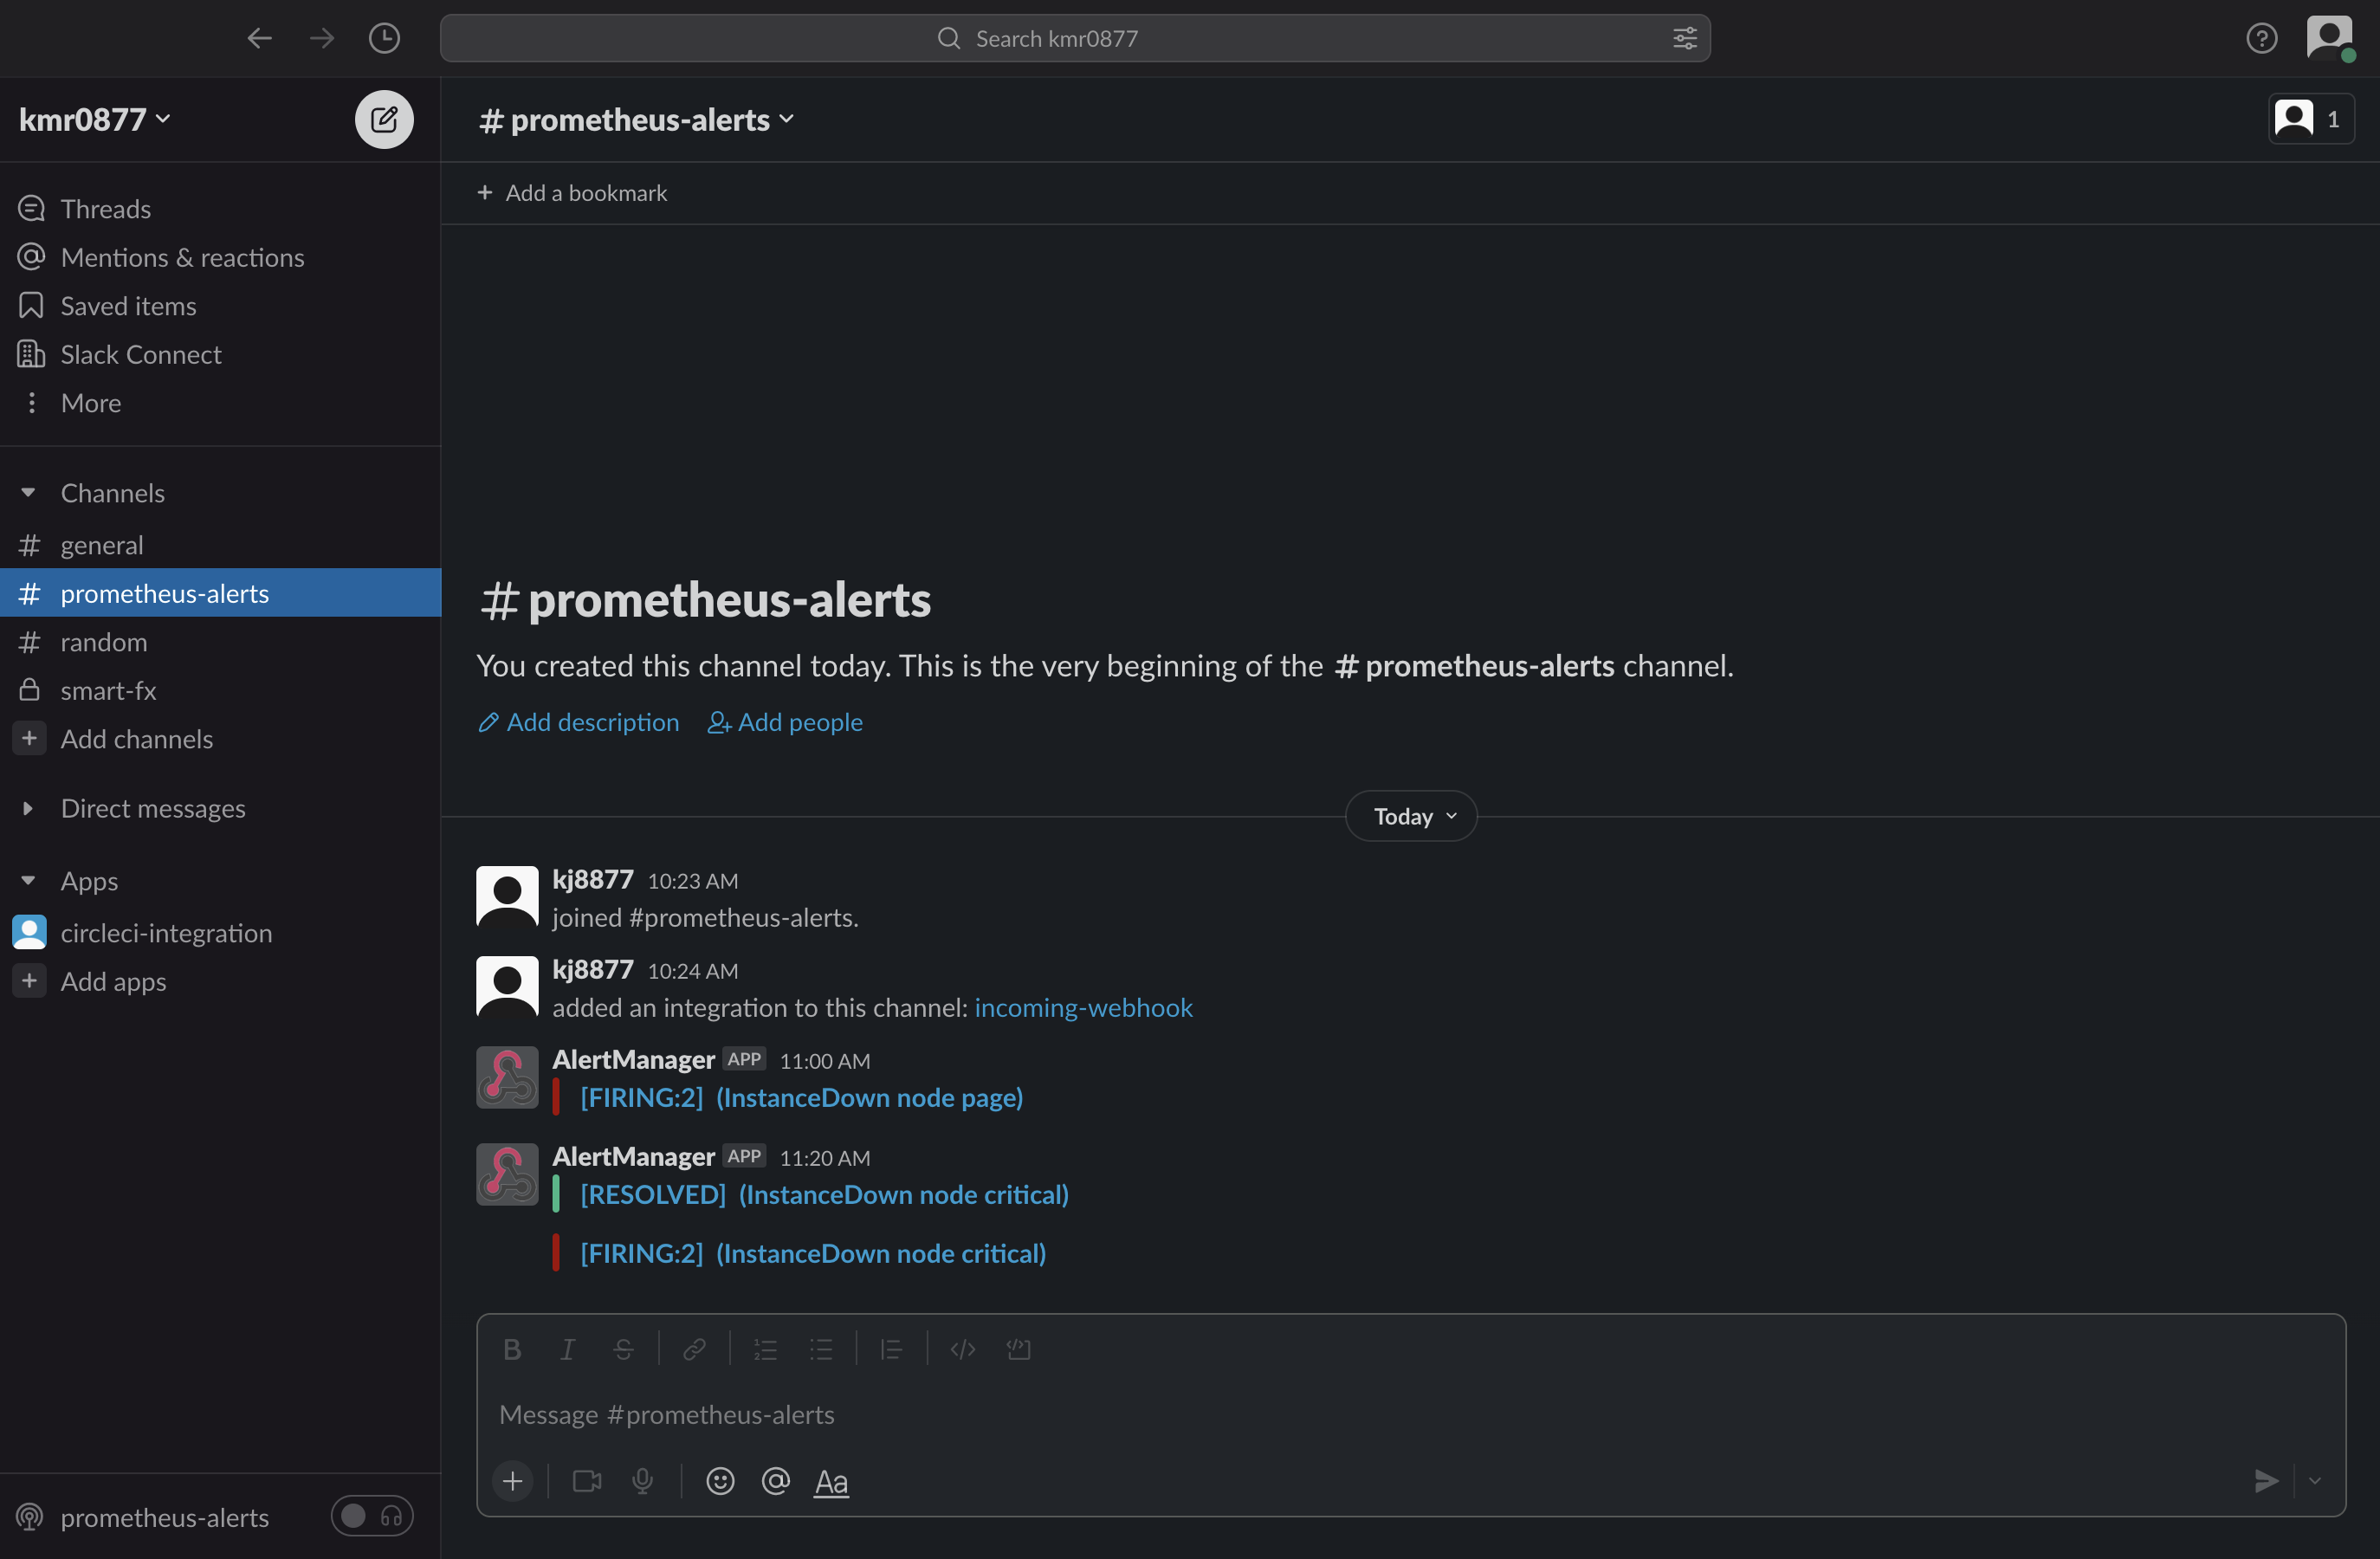 Search kmr0877
kmr0877
Threads
Mentions & reactions
Saved items
Slack Connect
More
Channels
# general
# prometheus-alerts
# random
smart-fx
+ Add channels
Direct messages
Apps
circleci-integration
+ Add apps
prometheus-alerts
# prometheus-alerts
1
+ Add a bookmark
# prometheus-alerts
You created this channel today. This is the very beginning of the # prometheus-alerts channel.
Add description Add people
Today
kj8877 10:23 AM
joined #prometheus-alerts.
kj8877 10:24 AM
added an integration to this channel: incoming-webhook
AlertManager APP 11:00 AM
[FIRING:2] (InstanceDown node page)
AlertManager APP 11:20 AM
[RESOLVED] (InstanceDown node critical)
[FIRING:2] (InstanceDown node critical)
B I S
Message #prometheus-alerts
+ @ Aa